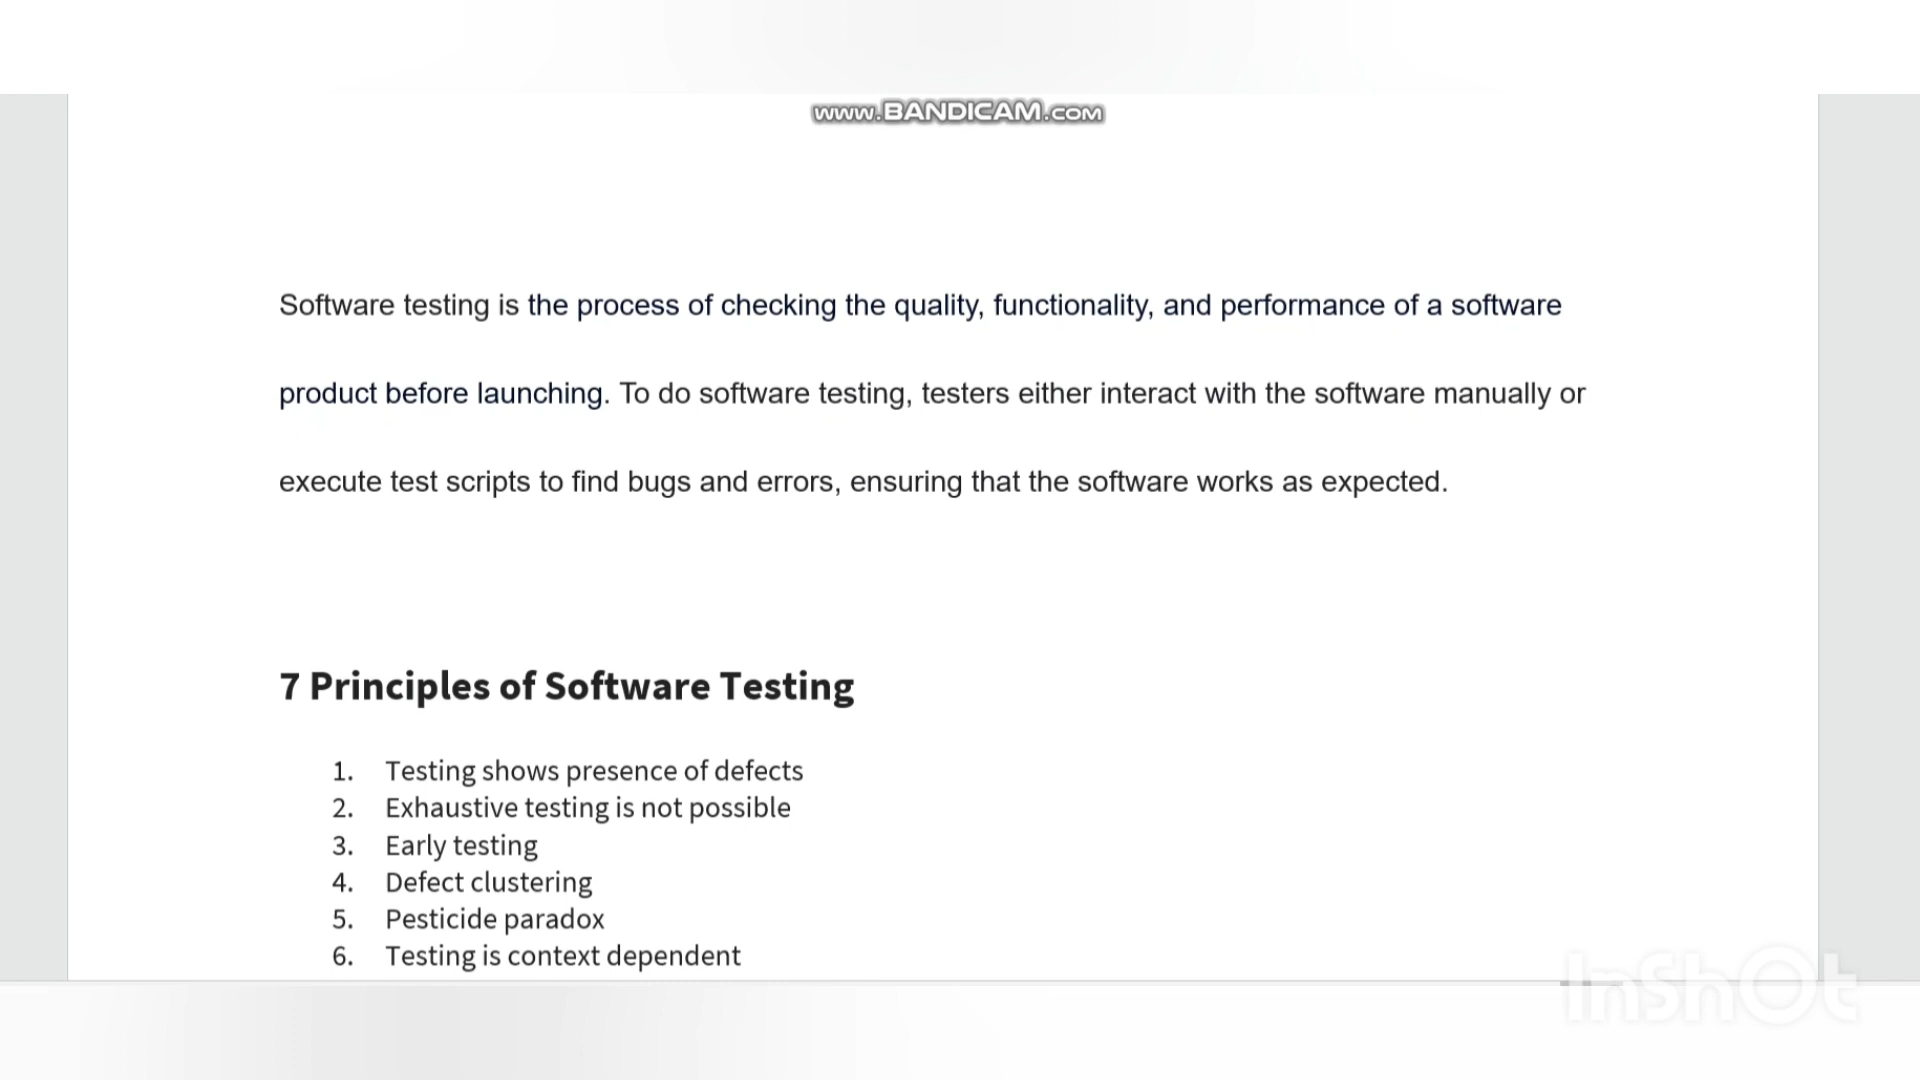 www.BANDICAM.com
Software testing is the process of checking the quality, functionality, and performance of a software
product before launching. To do software testing, testers either interact with the software manually or
execute test scripts to find bugs and errors, ensuring that the software works as expected.
7 Principles of Software Testing
1. Testing shows presence of defects
2. Exhaustive testing is not possible
3. Early testing
4. Defect clustering
5. Pesticide paradox
6. Testing is context dependent
InShOt